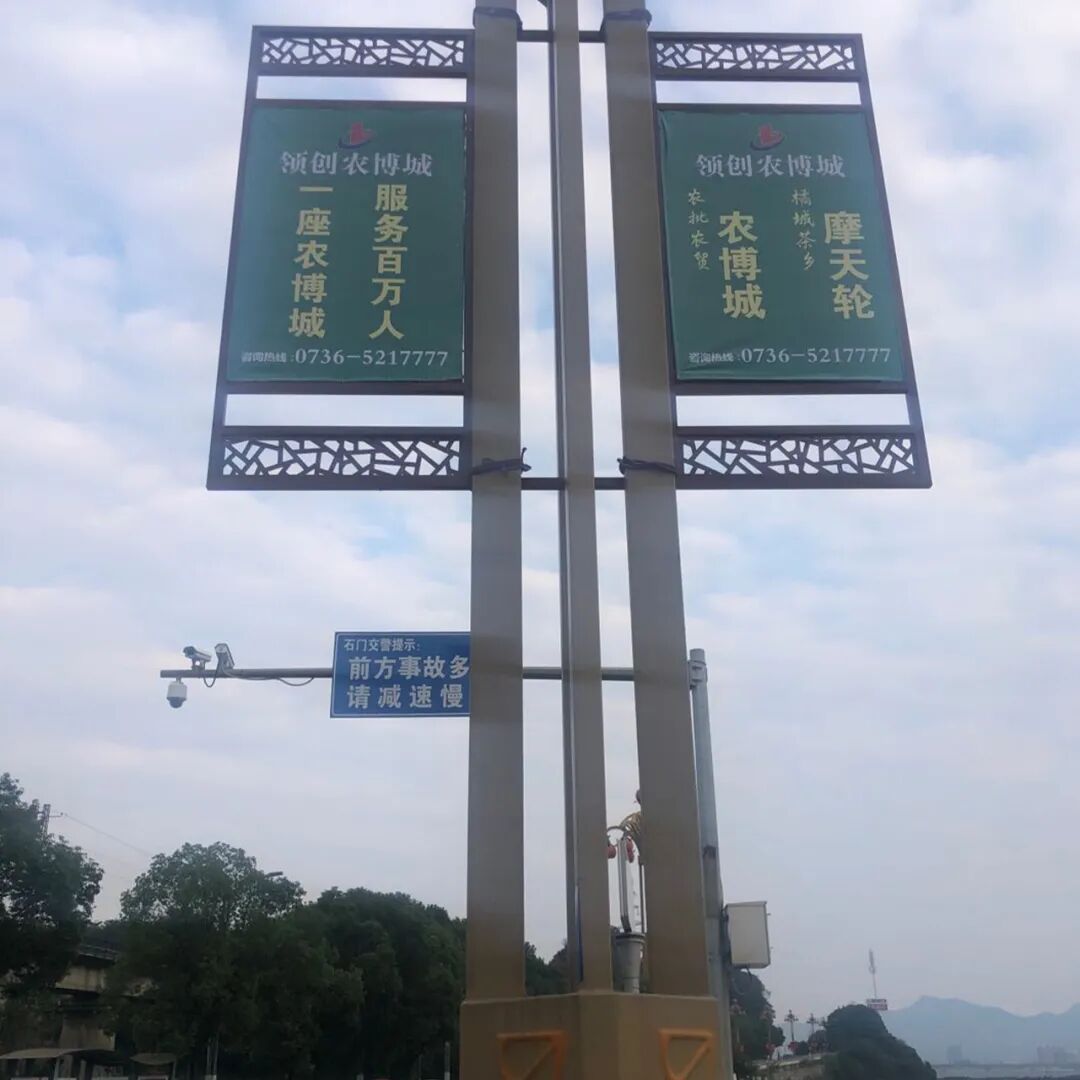 领创农博城
服务百万人
一座农博城
咨询热线:0736-5217777
领创农博城
橘城茶乡
摩天轮
农批农贸
农博城
咨询热线:0736-5217777
石门交警提示:
前方事故多
请减速慢